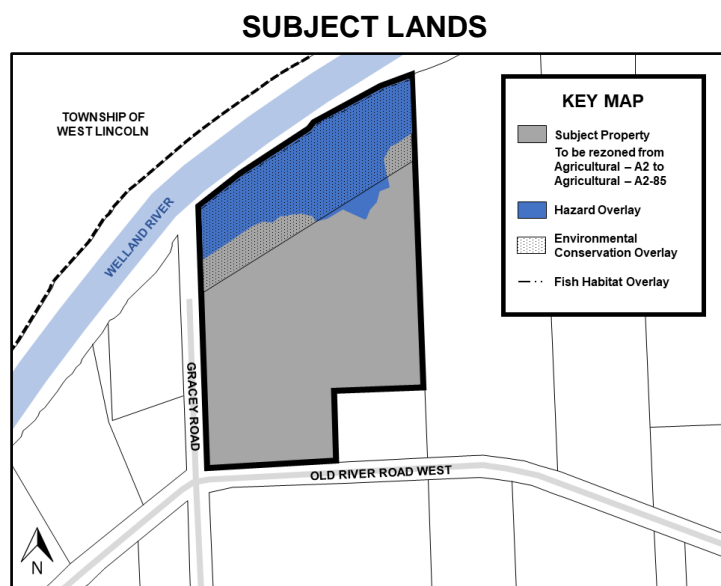 SUBJECT LANDS
TOWNSHIP OF
WEST LINCOLN
WELLAND RIVER
GRACEY ROAD
OLD RIVER ROAD WEST
N
KEY MAP
Subject Property
To be rezoned from
Agricultural – A2 to
Agricultural – A2-85
Hazard Overlay
Environmental
Conservation Overlay
Fish Habitat Overlay